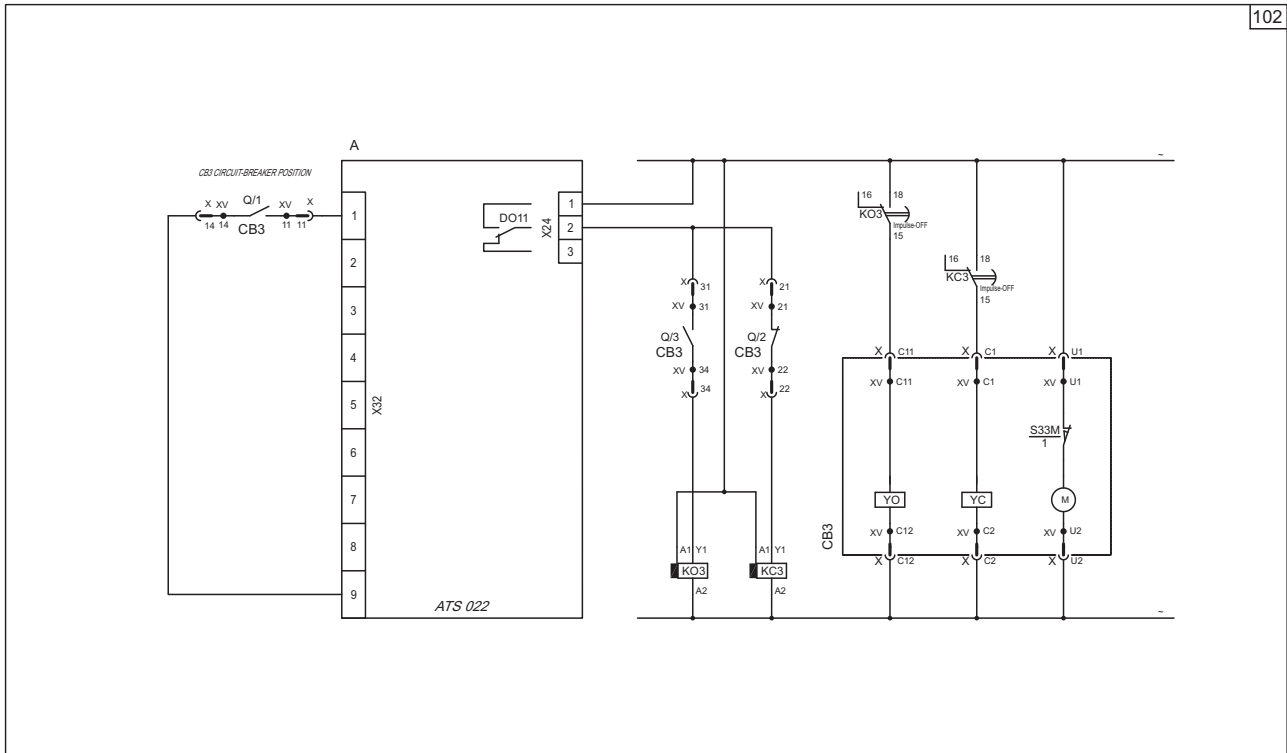 102
A
~
CB3 CIRCUIT-BREAKER POSITION
X XV Q/1 X
14 14 CB3 11 11
1
2
3
4
5
6
7
8
9
X32
DO11
X24
1
2
3
ATS 022
X 31
XV 31
Q/3
CB3
XV 34
X 34
X 21
XV 21
Q/2
CB3
XV 22
X 22
A1 Y1
KO3
A2
A1 Y1
KC3
A2
16 18
KO3
Impulse-OFF
15
16 18
KC3
Impulse-OFF
15
X C11
XV C11
YO
XV C12
X C12
X C1
XV C1
YC
XV C2
X C2
X U1
XV U1
S33M
1
M
XV U2
X U2
CB3
~